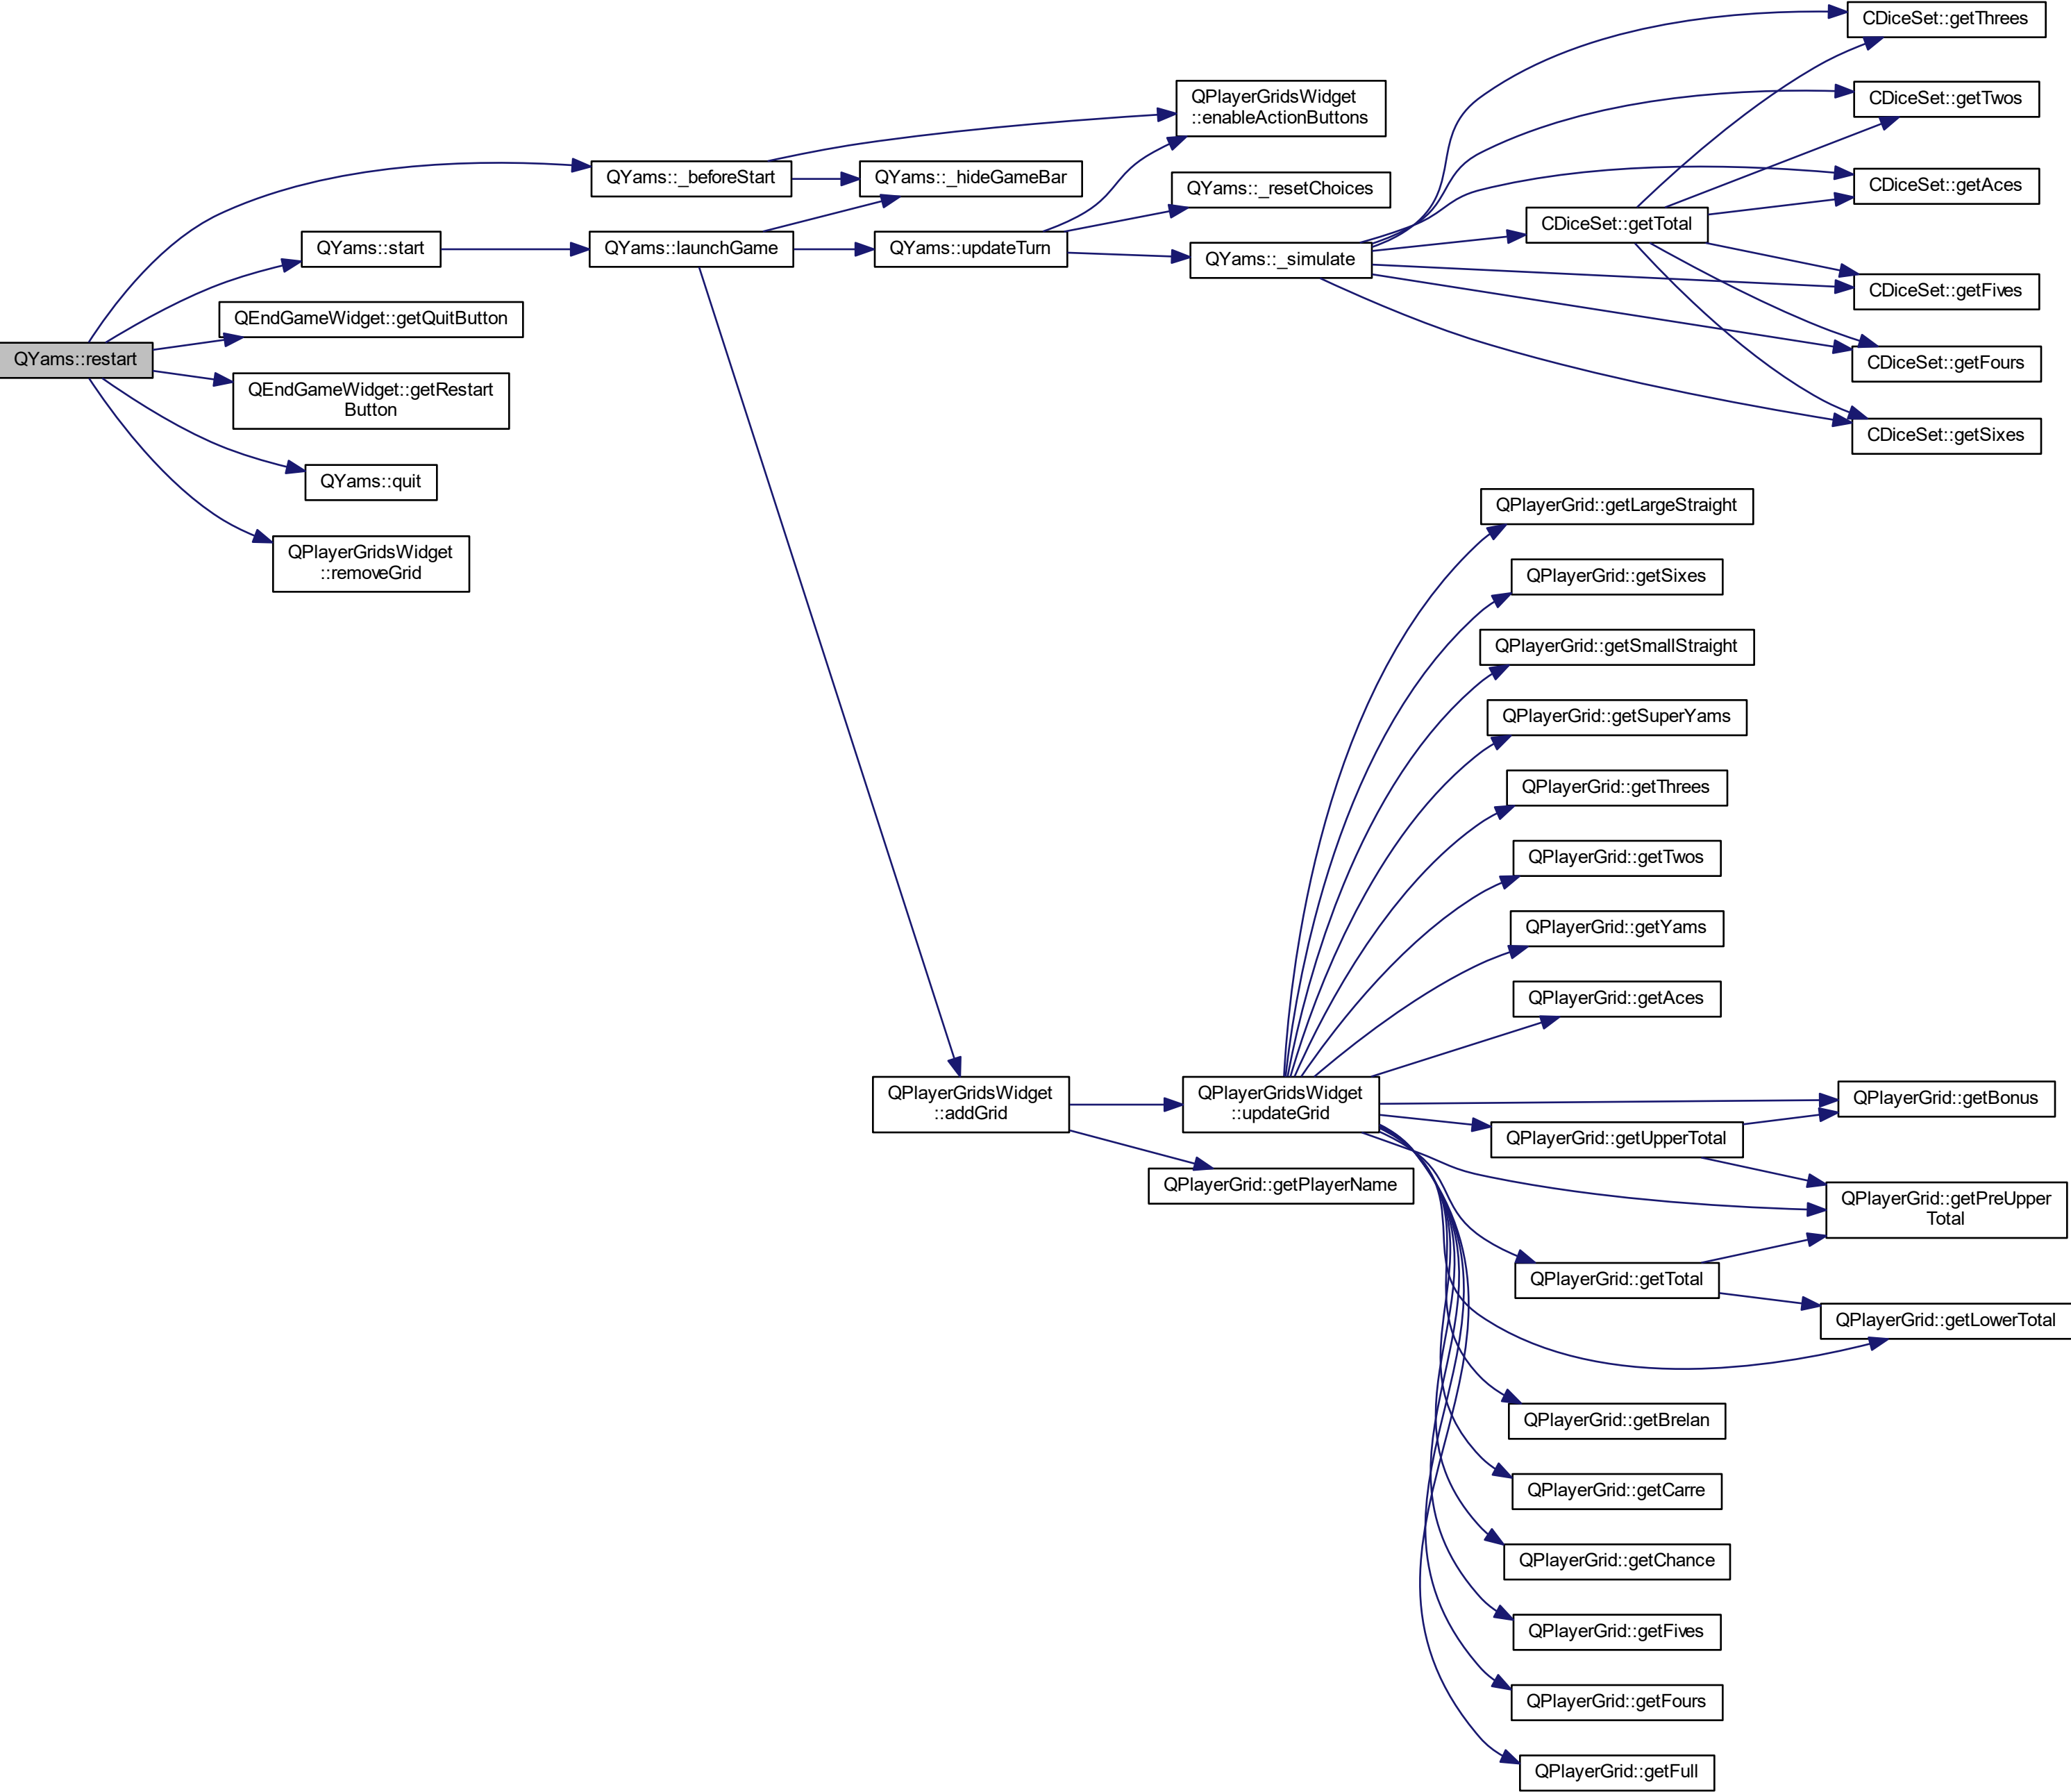 QYams::restart
QYams::_beforeStart
QYams::start
QEndGameWidget::getQuitButton
QEndGameWidget::getRestart
Button
QYams::quit
QPlayerGridsWidget
::removeGrid
QYams::launchGame
QPlayerGridsWidget
::enableActionButtons
QYams::_hideGameBar
QYams::updateTurn
QYams::_resetChoices
QYams::_simulate
CDiceSet::getTotal
CDiceSet::getThrees
CDiceSet::getTwos
CDiceSet::getAces
CDiceSet::getFives
CDiceSet::getFours
CDiceSet::getSixes
QPlayerGridsWidget
::addGrid
QPlayerGridsWidget
::updateGrid
QPlayerGrid::getPlayerName
QPlayerGrid::getLargeStraight
QPlayerGrid::getSixes
QPlayerGrid::getSmallStraight
QPlayerGrid::getSuperYams
QPlayerGrid::getThrees
QPlayerGrid::getTwos
QPlayerGrid::getYams
QPlayerGrid::getAces
QPlayerGrid::getBonus
QPlayerGrid::getUpperTotal
QPlayerGrid::getPreUpper
Total
QPlayerGrid::getTotal
QPlayerGrid::getLowerTotal
QPlayerGrid::getBrelan
QPlayerGrid::getCarre
QPlayerGrid::getChance
QPlayerGrid::getFives
QPlayerGrid::getFours
QPlayerGrid::getFull